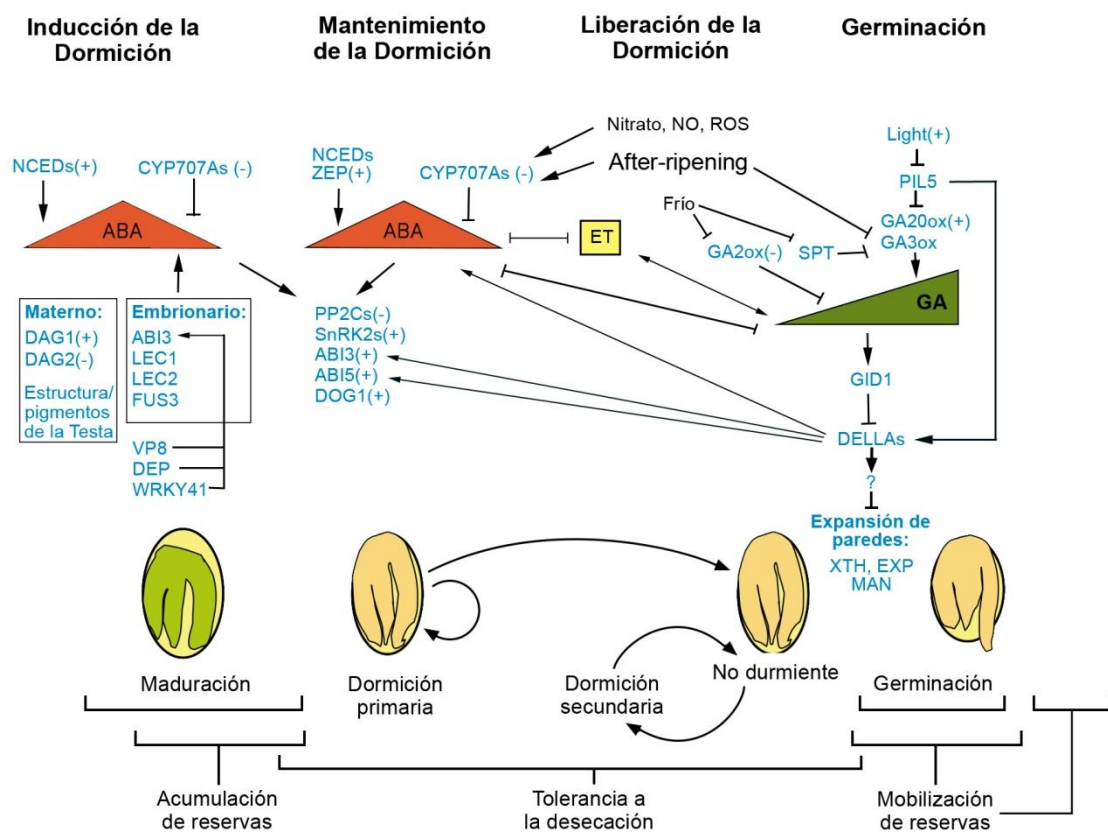 Inducción de la
Dormición
Mantenimiento
de la Dormición
Liberación de la
Dormición
Germinación
NCEDs(+)
CYP707As (-)
ABA
Materno:
DAG1(+)
DAG2(-)
Estructura/
pigmentos
de la Testa
Embrionario:
ABI3
LEC1
LEC2
FUS3
VP8
DEP
WRKY41
NCEDs
ZEP(+)
CYP707As (-)
ABA
PP2Cs(-)
SnRK2s(+)
ABI3(+)
ABI5(+)
DOG1(+)
Nitrato, NO, ROS
After-ripening
Frío
ET
GA2ox(-)
SPT
Light(+)
PIL5
GA20ox(+)
GA3ox
GA
GID1
DELLAs
?
Expansión de
paredes:
XTH, EXP
MAN
Maduración
Dormición
primaria
Dormición
secundaria
No durmiente
Germinación
Acumulación
de reservas
Tolerancia a
la desecación
Mobilización
de reservas